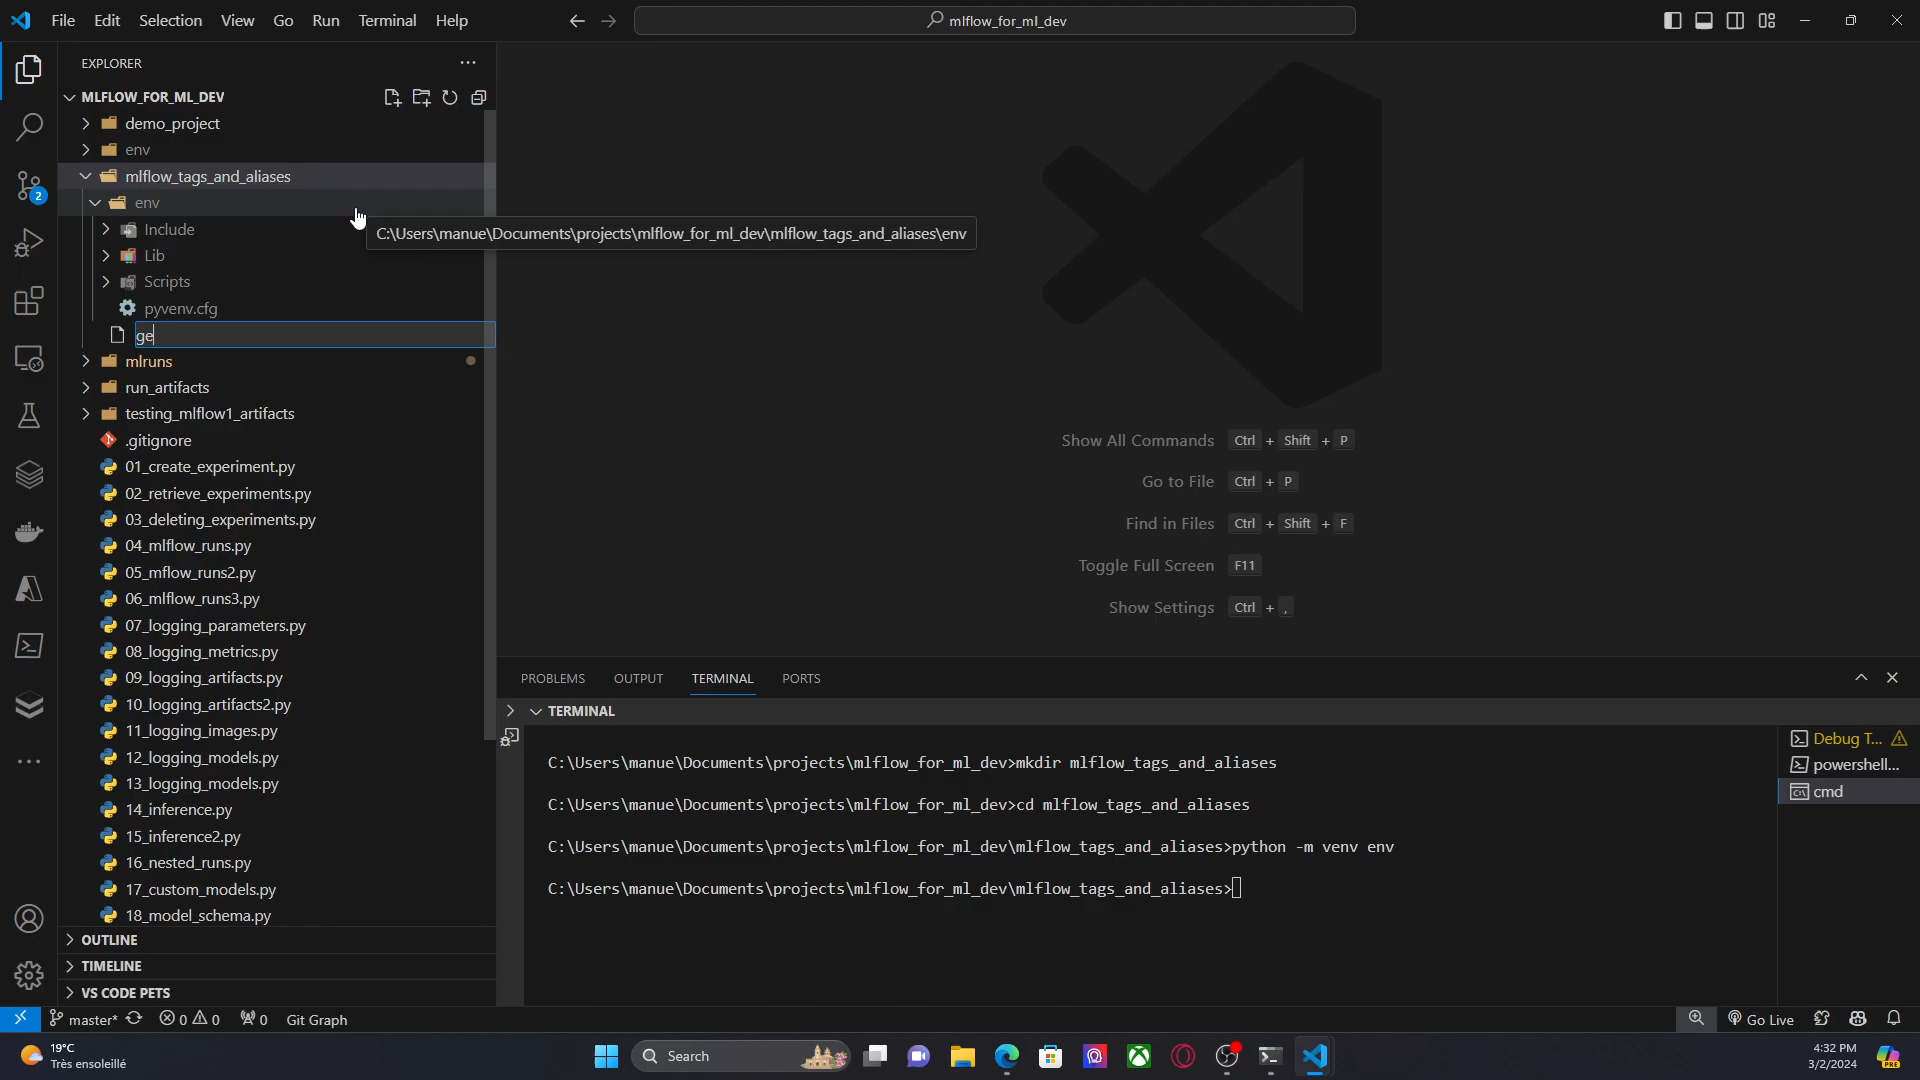 File Edit Selection View Go Run Terminal Help
mlflow_for_ml_dev
EXPLORER
MLFLOW_FOR_ML_DEV
demo_project
env
mlflow_tags_and_aliases
env
Include
C:\Users\manue\Documents\projects\mlflow_for_ml_dev\mlflow_tags_and_aliases\env
Lib
Scripts
pyvenv.cfg
ge
mlruns
run_artifacts
testing_mlflow1_artifacts
.gitignore
01_create_experiment.py
02_retrieve_experiments.py
03_deleting_experiments.py
04_mlflow_runs.py
05_mflow_runs2.py
06_mlflow_runs3.py
07_logging_parameters.py
08_logging_metrics.py
09_logging_artifacts.py
10_logging_artifacts2.py
11_logging_images.py
12_logging_models.py
13_logging_models.py
14_inference.py
15_inference2.py
16_nested_runs.py
17_custom_models.py
18_model_schema.py
OUTLINE
TIMELINE
VS CODE PETS
2
Show All Commands Ctrl + Shift + P
Go to File Ctrl + P
Find in Files Ctrl + Shift + F
Toggle Full Screen F11
Show Settings Ctrl + ,
PROBLEMS OUTPUT TERMINAL PORTS
TERMINAL
C:\Users\manue\Documents\projects\mlflow_for_ml_dev>mkdir mlflow_tags_and_aliases
C:\Users\manue\Documents\projects\mlflow_for_ml_dev>cd mlflow_tags_and_aliases
C:\Users\manue\Documents\projects\mlflow_for_ml_dev\mlflow_tags_and_aliases>python -m venv env
C:\Users\manue\Documents\projects\mlflow_for_ml_dev\mlflow_tags_and_aliases>
Debug T...
powershell...
cmd
master* 0 0 0 Git Graph
Go Live
19°C
Très ensoleillé
Search
4:32 PM
3/2/2024
PRE